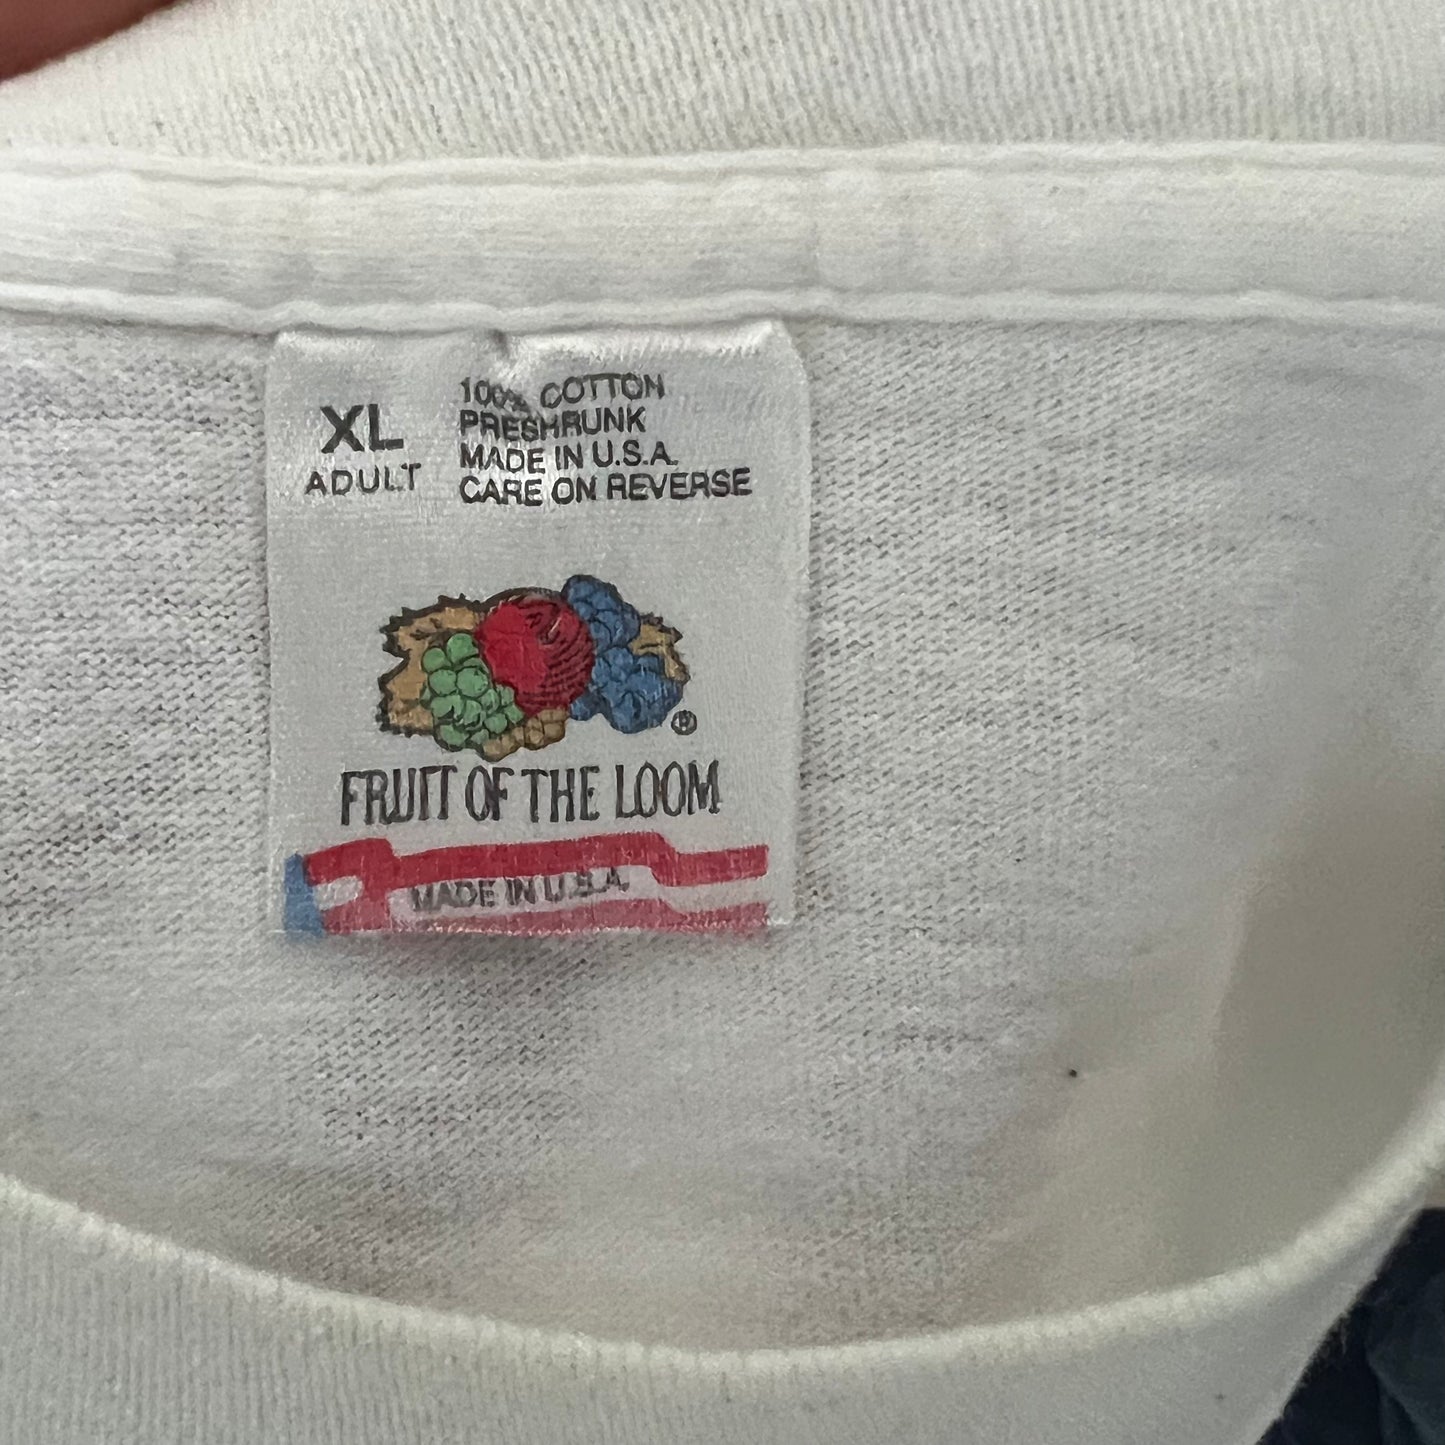 XL
ADULT
100% COTTON
PRESHRUNK
MADE IN U.S.A.
CARE ON REVERSE
®
FRUIT OF THE LOOM
MADE IN U.S.A.